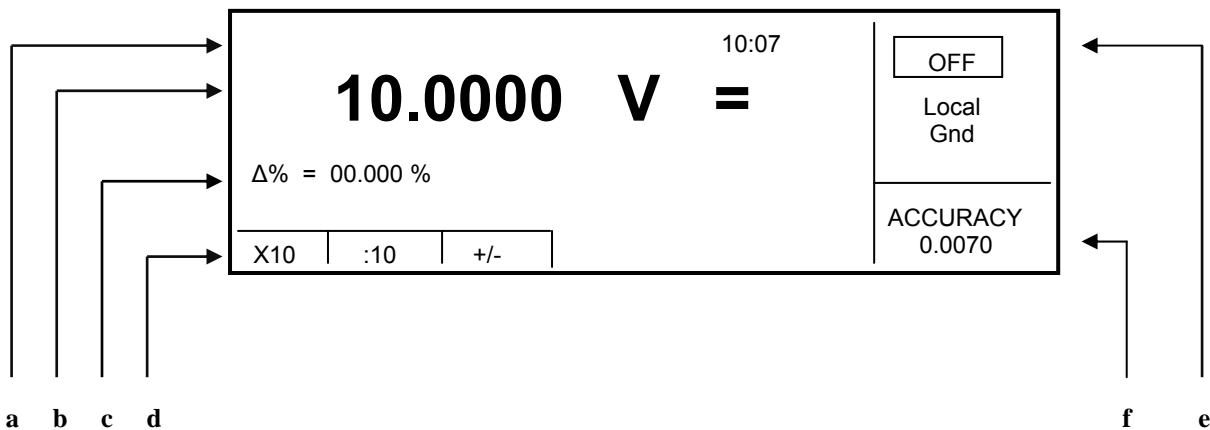 10:07
OFF
10.0000 V =
Local
Gnd
Δ% = 00.000 %
ACCURACY
0.0070
X10 :10 +/-
a b c d f e